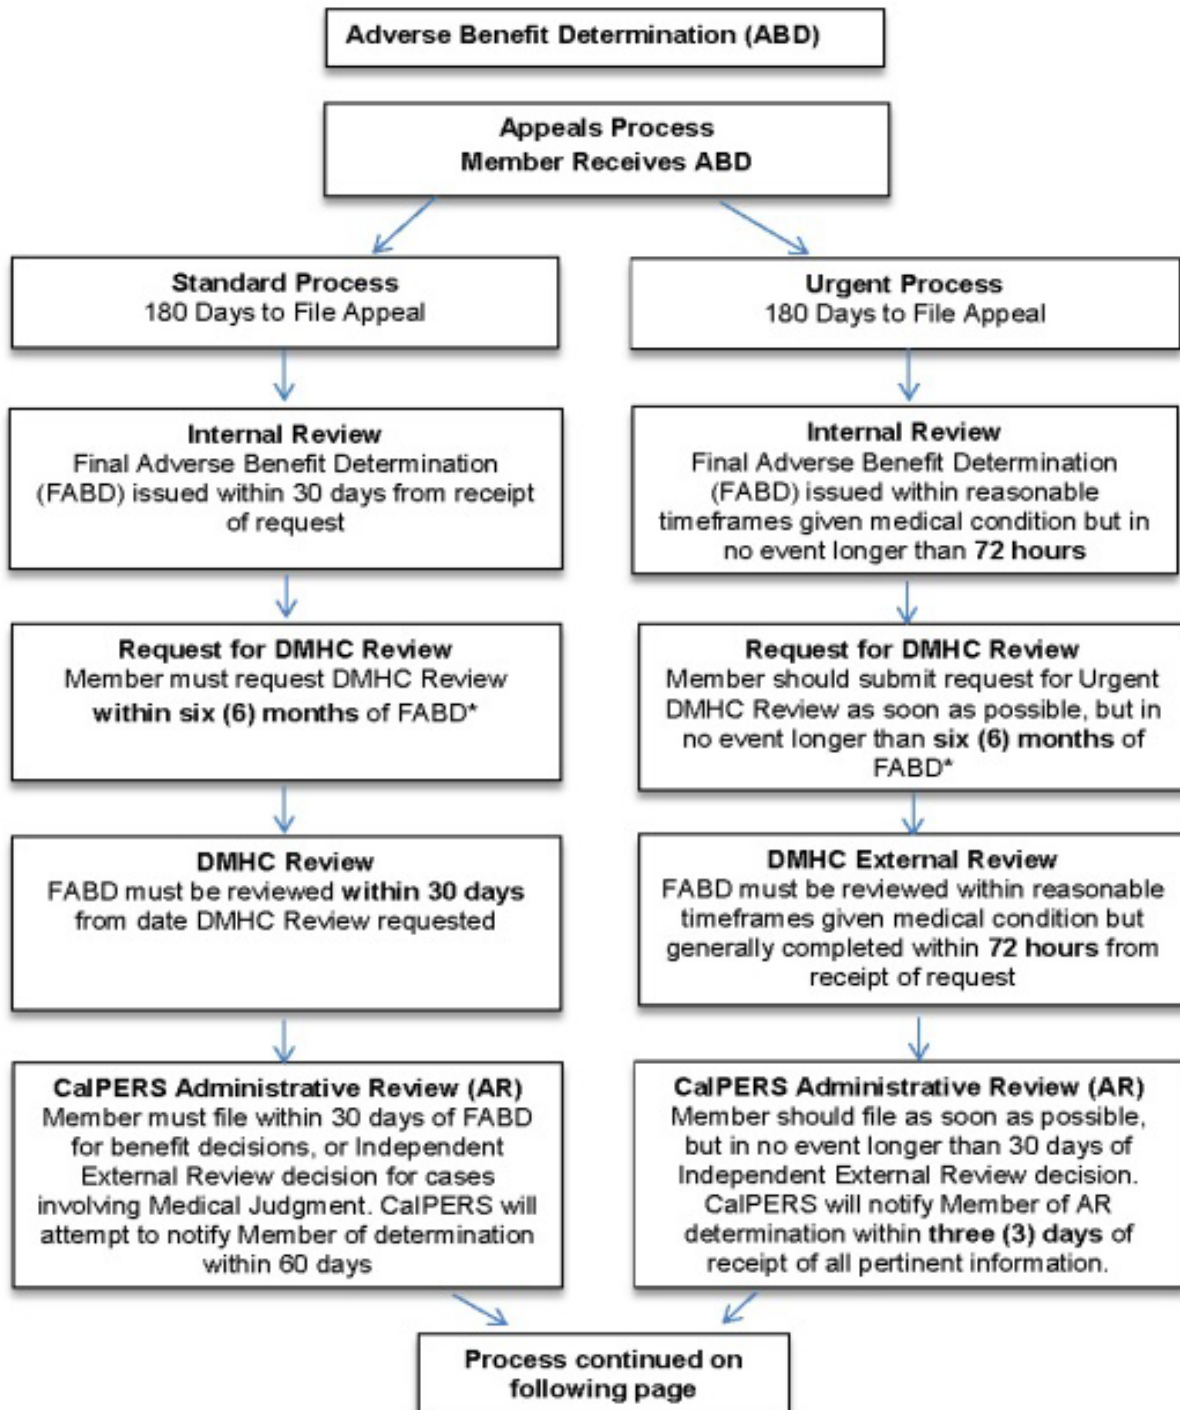 Adverse Benefit Determination (ABD)
Appeals Process
Member Receives ABD
Standard Process
180 Days to File Appeal
Urgent Process
180 Days to File Appeal
Internal Review
Final Adverse Benefit Determination
(FABD) issued within 30 days from receipt
of request
Internal Review
Final Adverse Benefit Determination
(FABD) issued within reasonable
timeframes given medical condition but in
no event longer than 72 hours
Request for DMHC Review
Member must request DMHC Review
within six (6) months of FABD*
Request for DMHC Review
Member should submit request for Urgent
DMHC Review as soon as possible, but in
no event longer than six (6) months of
FABD*
DMHC Review
FABD must be reviewed within 30 days
from date DMHC Review requested
DMHC External Review
FABD must be reviewed within reasonable
timeframes given medical condition but
generally completed within 72 hours from
receipt of request
CalPERS Administrative Review (AR)
Member must file within 30 days of FABD
for benefit decisions, or Independent
External Review decision for cases
involving Medical Judgment. CalPERS will
attempt to notify Member of determination
within 60 days
CalPERS Administrative Review (AR)
Member should file as soon as possible,
but in no event longer than 30 days of
Independent External Review decision.
CalPERS will notify Member of AR
determination within three (3) days of
receipt of all pertinent information.
Process continued on
following page